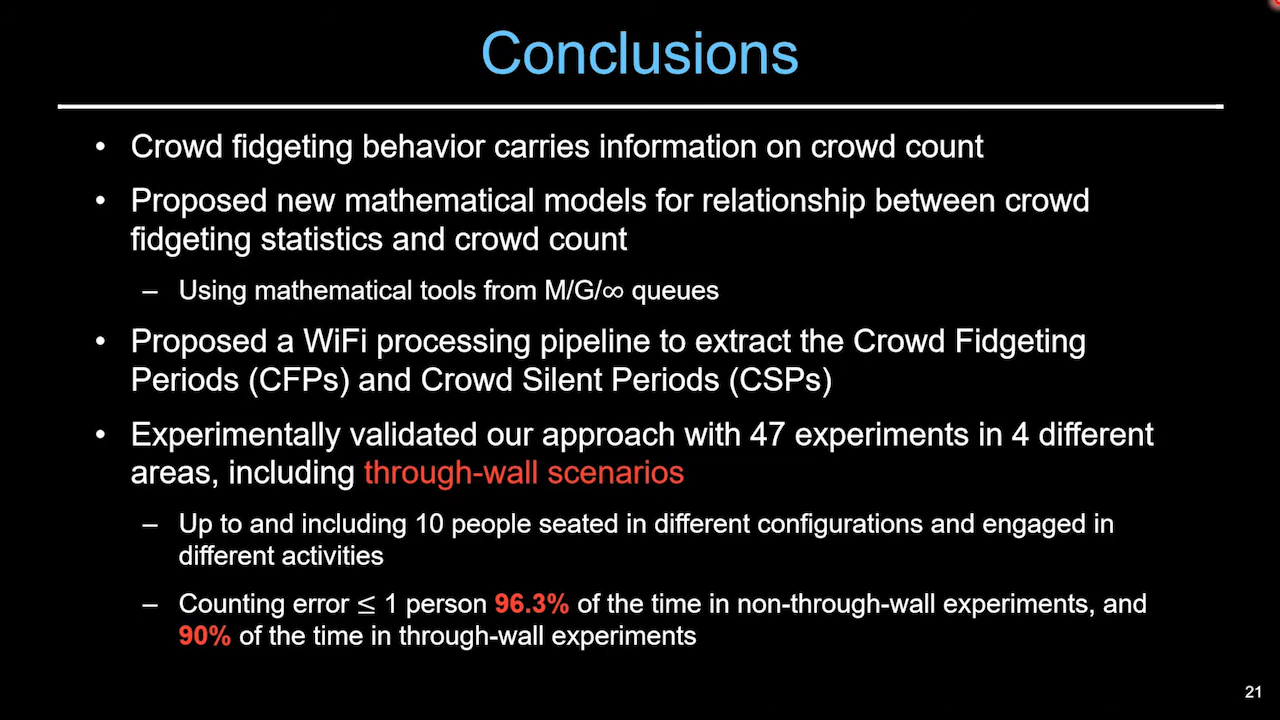 Conclusions
• Crowd fidgeting behavior carries information on crowd count
• Proposed new mathematical models for relationship between crowd
fidgeting statistics and crowd count
– Using mathematical tools from M/G/∞ queues
• Proposed a WiFi processing pipeline to extract the Crowd Fidgeting
Periods (CFPs) and Crowd Silent Periods (CSPs)
• Experimentally validated our approach with 47 experiments in 4 different
areas, including through-wall scenarios
– Up to and including 10 people seated in different configurations and engaged in
different activities
– Counting error ≤ 1 person 96.3% of the time in non-through-wall experiments, and
90% of the time in through-wall experiments
21